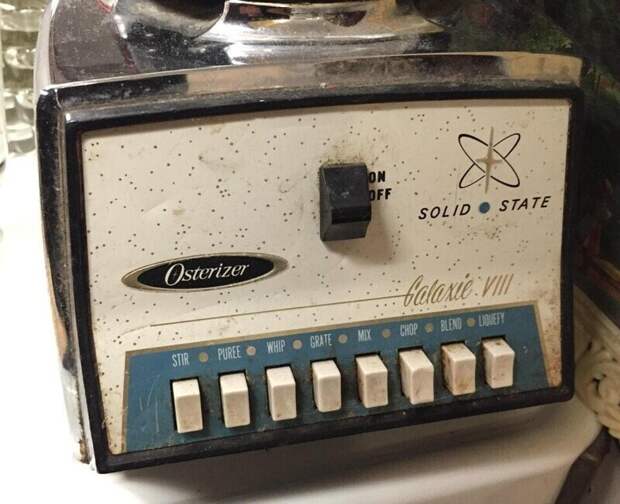 ON
OFF
SOLID • STATE
Osterizer
Galaxie VIII
STIR • PUREE • WHIP • GRATE • MIX • CHOP • BLEND • LIQUEFY